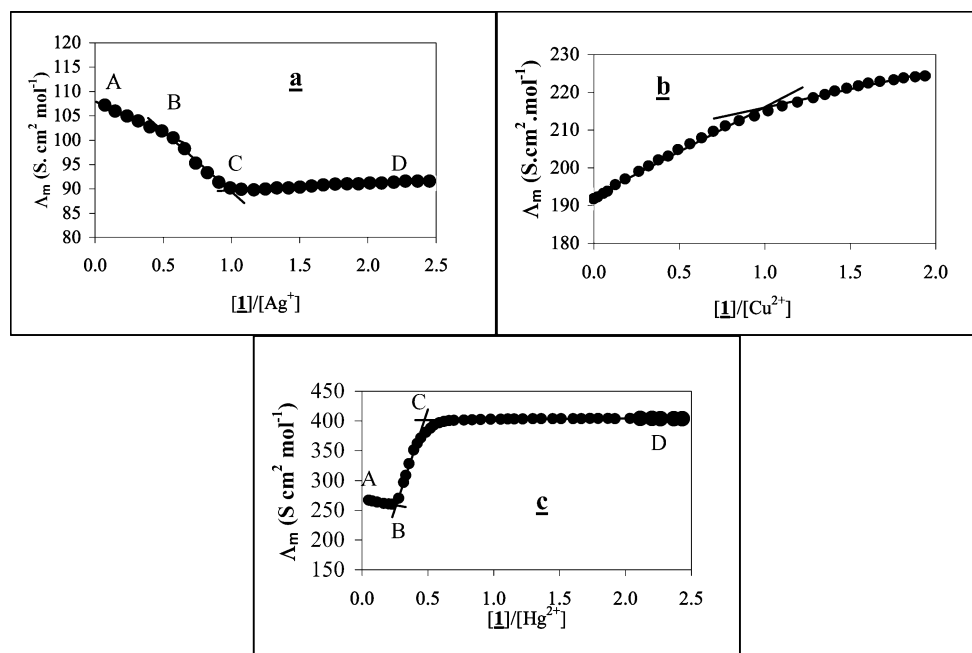 a
Λm (S. cm² mol⁻¹)
120
115
110
105
100
95
90
85
80
A
B
C
D
0.0 0.5 1.0 1.5 2.0 2.5
[1]/[Ag⁺]
b
Λm (S.cm².mol⁻¹)
230
220
210
200
190
180
0.0 0.5 1.0 1.5 2.0
[1]/[Cu²⁺]
c
Λm (S cm² mol⁻¹)
450
400
350
300
250
200
150
A
B
C
D
0.0 0.5 1.0 1.5 2.0 2.5
[1]/[Hg²⁺]